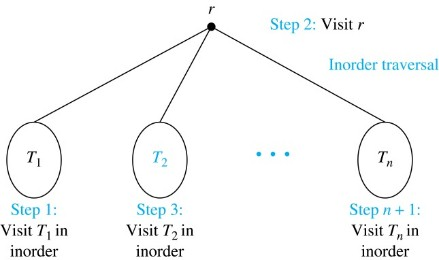 r
Step 2: Visit r
Inorder traversal
T1
T2
...
Tn
Step 1:
Visit T1 in
inorder
Step 3:
Visit T2 in
inorder
Step n + 1:
Visit Tn in
inorder